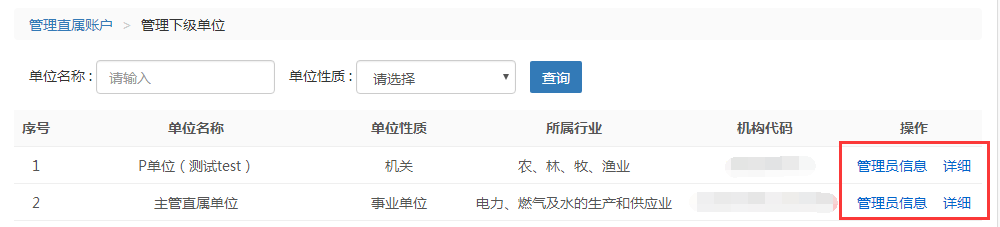 管理直属账户 > 管理下级单位
单位名称 : 请输入 单位性质 : 请选择 查询
序号 单位名称 单位性质 所属行业 机构代码 操作
1 P单位（测试test） 机关 农、林、牧、渔业 管理员信息 详细
2 主管直属单位 事业单位 电力、燃气及水的生产和供应业 管理员信息 详细